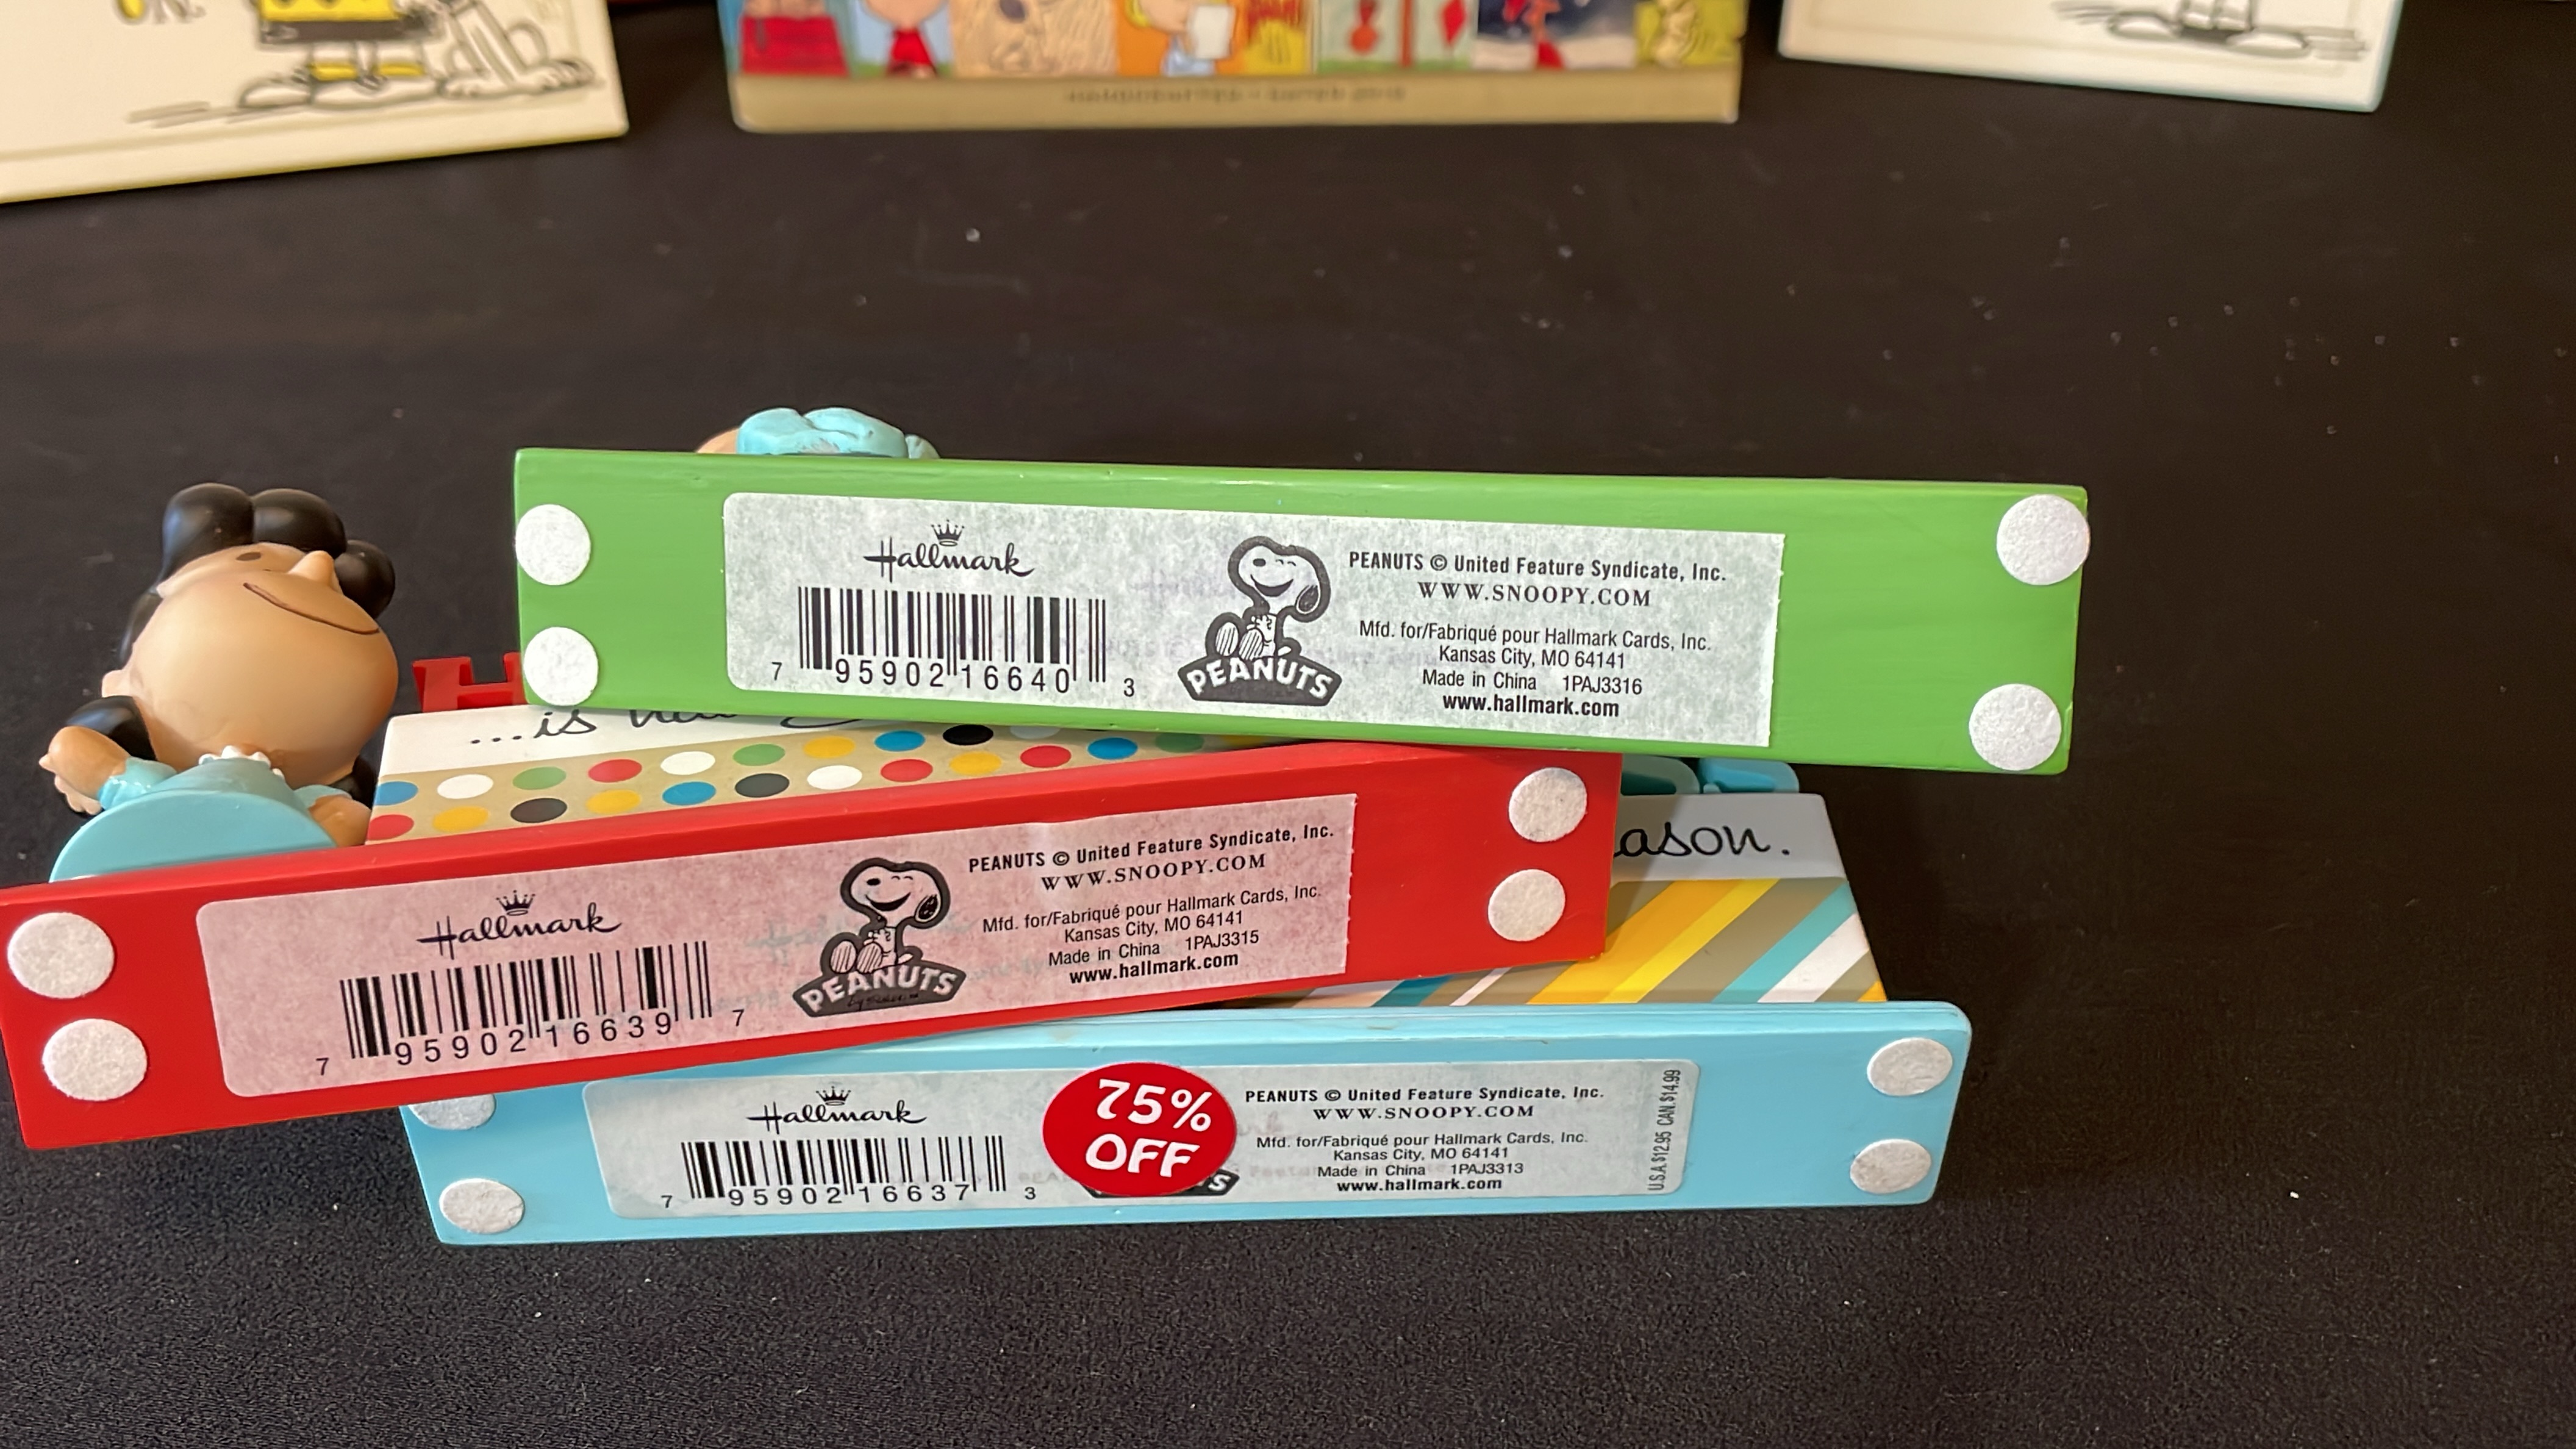 Hallmark
7 95902 16640 3
PEANUTS
PEANUTS © United Feature Syndicate, Inc.
WWW.SNOOPY.COM
Mfd. for/Fabriqué pour Hallmark Cards, Inc.
Kansas City, MO 64141
Made in China 1PAJ3316
www.hallmark.com
...is
Hallmark
7 95902 16639 7
PEANUTS
PEANUTS © United Feature Syndicate, Inc.
WWW.SNOOPY.COM
Mfd. for/Fabriqué pour Hallmark Cards, Inc.
Kansas City, MO 64141
Made in China 1PAJ3315
www.hallmark.com
ason.
Hallmark
7 95902 16637 3
75%
OFF
PEANUTS © United Feature Syndicate, Inc.
WWW.SNOOPY.COM
Mfd. for/Fabriqué pour Hallmark Cards, Inc.
Kansas City, MO 64141
Made in China 1PAJ3313
www.hallmark.com
U.S.A. $12.95 CAN. $14.99